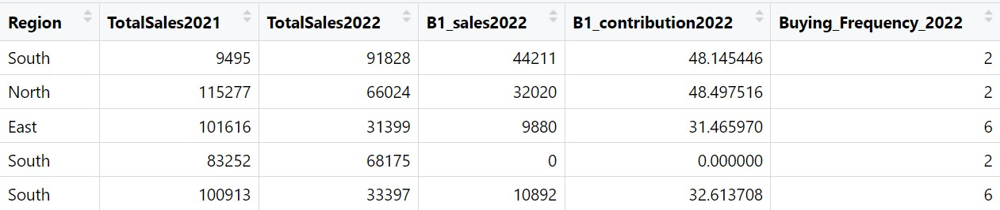 Region TotalSales2021 TotalSales2022 B1_sales2022 B1_contribution2022 Buying_Frequency_2022
South 9495 91828 44211 48.145446 2
North 115277 66024 32020 48.497516 2
East 101616 31399 9880 31.465970 6
South 83252 68175 0 0.000000 2
South 100913 33397 10892 32.613708 6